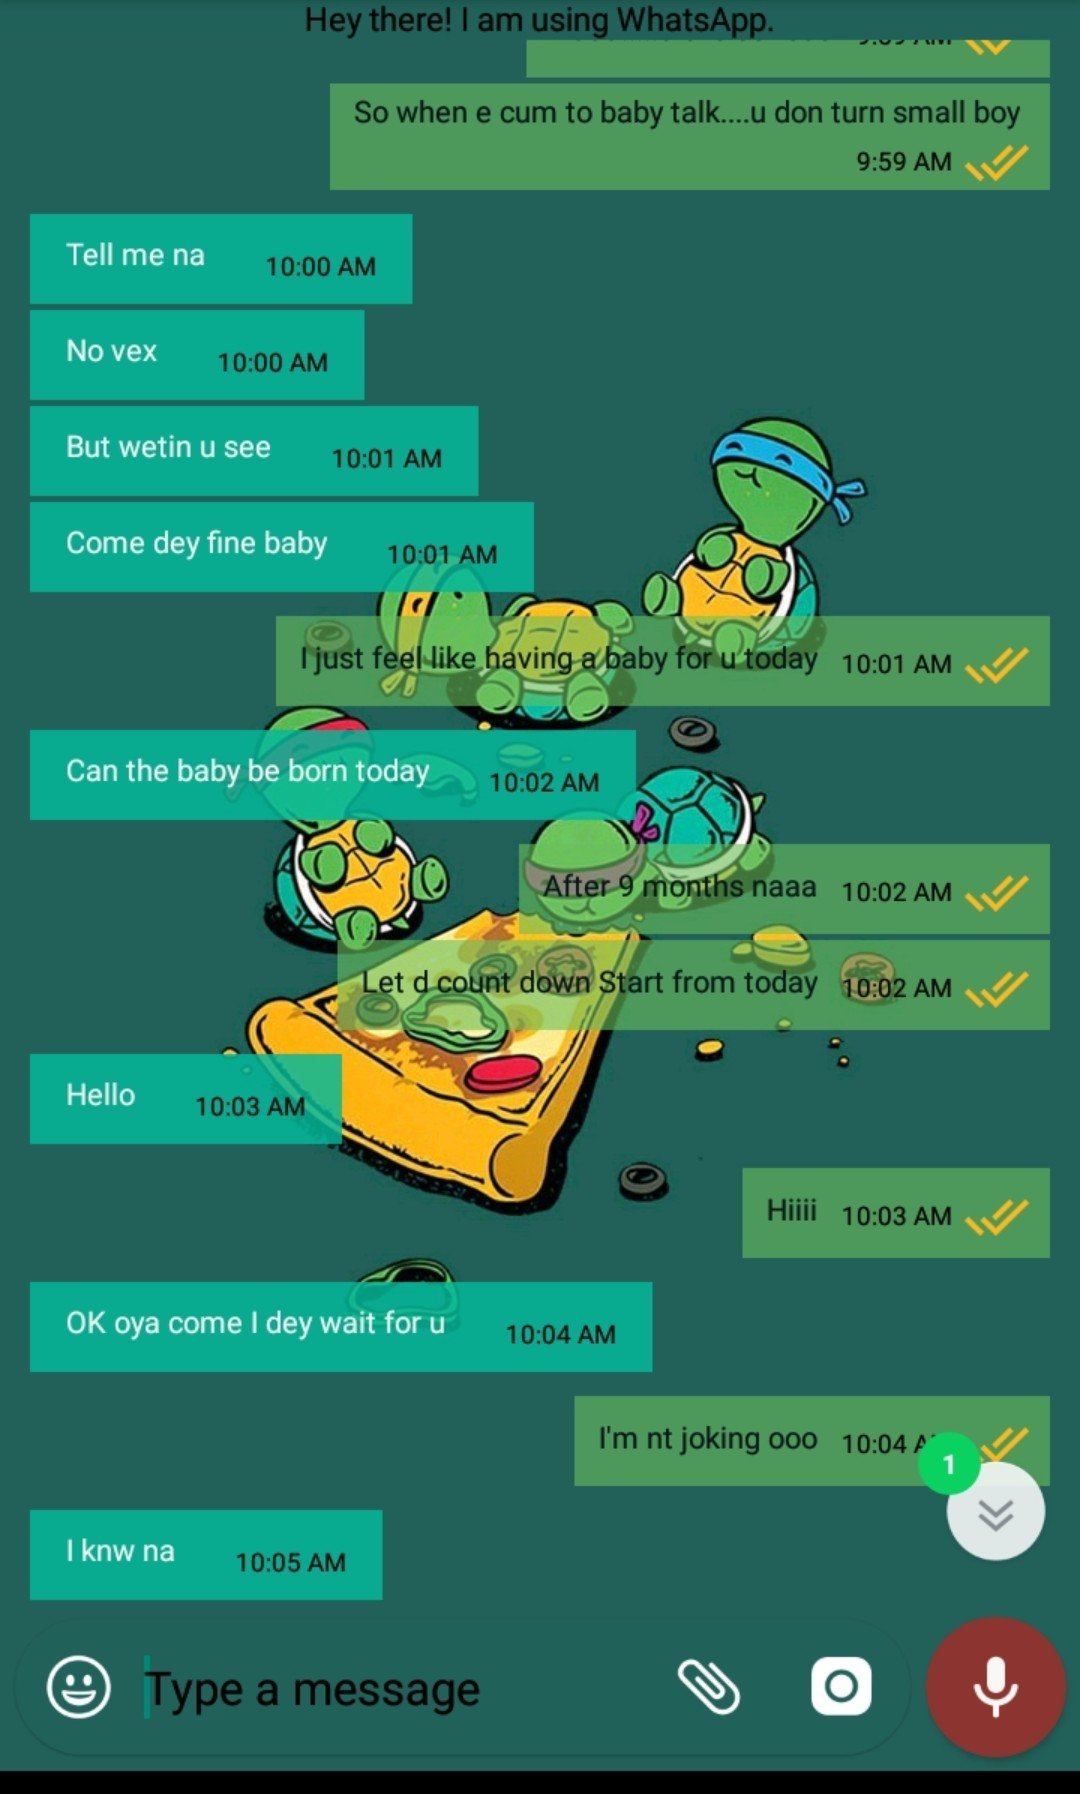 Hey there! I am using WhatsApp.
So when e cum to baby talk....u don turn small boy
9:59 AM
Tell me na 10:00 AM
No vex 10:00 AM
But wetin u see 10:01 AM
Come dey fine baby 10:01 AM
I just feel like having a baby for u today 10:01 AM
Can the baby be born today 10:02 AM
After 9 months naaa 10:02 AM
Let d count down Start from today 10:02 AM
Hello 10:03 AM
Hiiii 10:03 AM
OK oya come I dey wait for u 10:04 AM
I'm nt joking ooo 10:04
1
I knw na 10:05 AM
Type a message